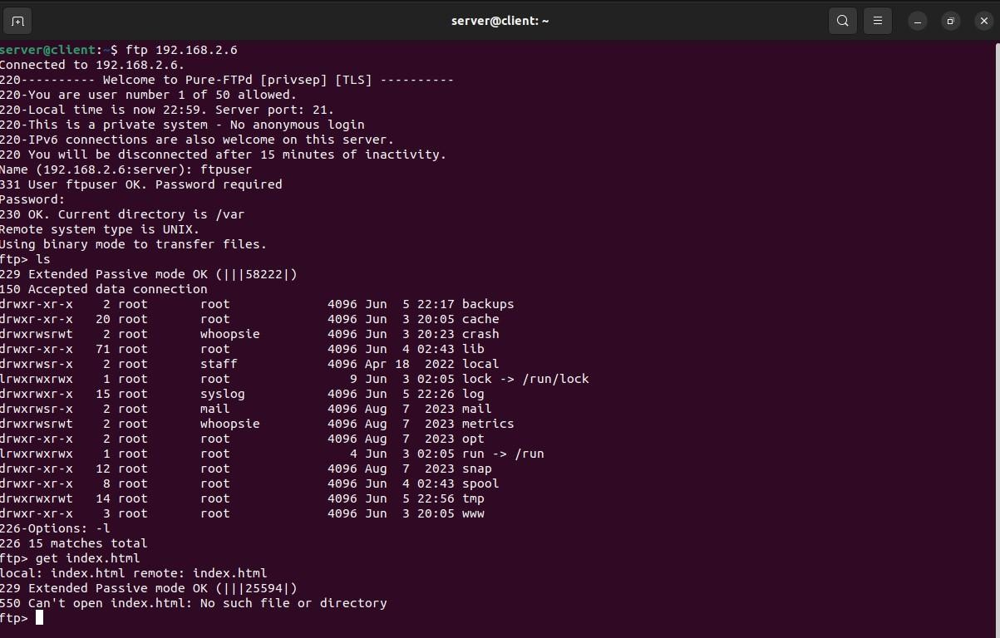 server@client: ~
server@client:~$ ftp 192.168.2.6
Connected to 192.168.2.6.
220---------- Welcome to Pure-FTPd [privsep] [TLS] ----------
220-You are user number 1 of 50 allowed.
220-Local time is now 22:59. Server port: 21.
220-This is a private system - No anonymous login
220-IPv6 connections are also welcome on this server.
220 You will be disconnected after 15 minutes of inactivity.
Name (192.168.2.6:server): ftpuser
331 User ftpuser OK. Password required
Password:
230 OK. Current directory is /var
Remote system type is UNIX.
Using binary mode to transfer files.
ftp> ls
229 Extended Passive mode OK (|||58222|)
150 Accepted data connection
drwxr-xr-x    2 root       root             4096 Jun  5 22:17 backups
drwxr-xr-x   20 root       root             4096 Jun  3 20:05 cache
drwxrwsrwt    2 root       whoopsie         4096 Jun  3 20:23 crash
drwxr-xr-x   71 root       root             4096 Jun  4 02:43 lib
drwxrwsr-x    2 root       staff            4096 Apr 18  2022 local
lrwxrwxrwx    1 root       root                9 Jun  3 02:05 lock -> /run/lock
drwxrwxr-x   15 root       syslog           4096 Jun  5 22:26 log
drwxrwsr-x    2 root       mail             4096 Aug  7  2023 mail
drwxrwsrwt    2 root       whoopsie         4096 Aug  7  2023 metrics
drwxr-xr-x    2 root       root             4096 Aug  7  2023 opt
lrwxrwxrwx    1 root       root                4 Jun  3 02:05 run -> /run
drwxr-xr-x   12 root       root             4096 Aug  7  2023 snap
drwxr-xr-x    8 root       root             4096 Jun  4 02:43 spool
drwxrwxrwt   14 root       root             4096 Jun  5 22:56 tmp
drwxr-xr-x    3 root       root             4096 Jun  3 20:05 www
226-Options: -l
226 15 matches total
ftp> get index.html
local: index.html remote: index.html
229 Extended Passive mode OK (|||25594|)
550 Can't open index.html: No such file or directory
ftp>